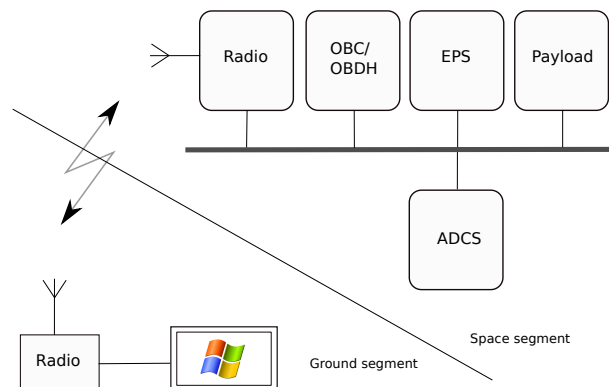 Radio
OBC/
OBDH
EPS
Payload
ADCS
Space segment
Ground segment
Radio